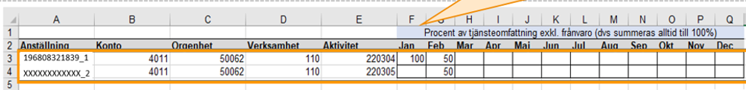 A B C D E F G H I J K L M N O P Q
1 Procent av tjänsteomfattning exkl. frånvaro (dvs summeras alltid till 100%)
2 Anställning Konto Orgenhet Verksamhet Aktivitet Jan Feb Mar Apr Maj Jun Jul Aug Sep Okt Nov Dec
3 196808321839_1 4011 50062 110 220304 100 50
4 XXXXXXXXXXXX_2 4011 50062 110 220305 50
5